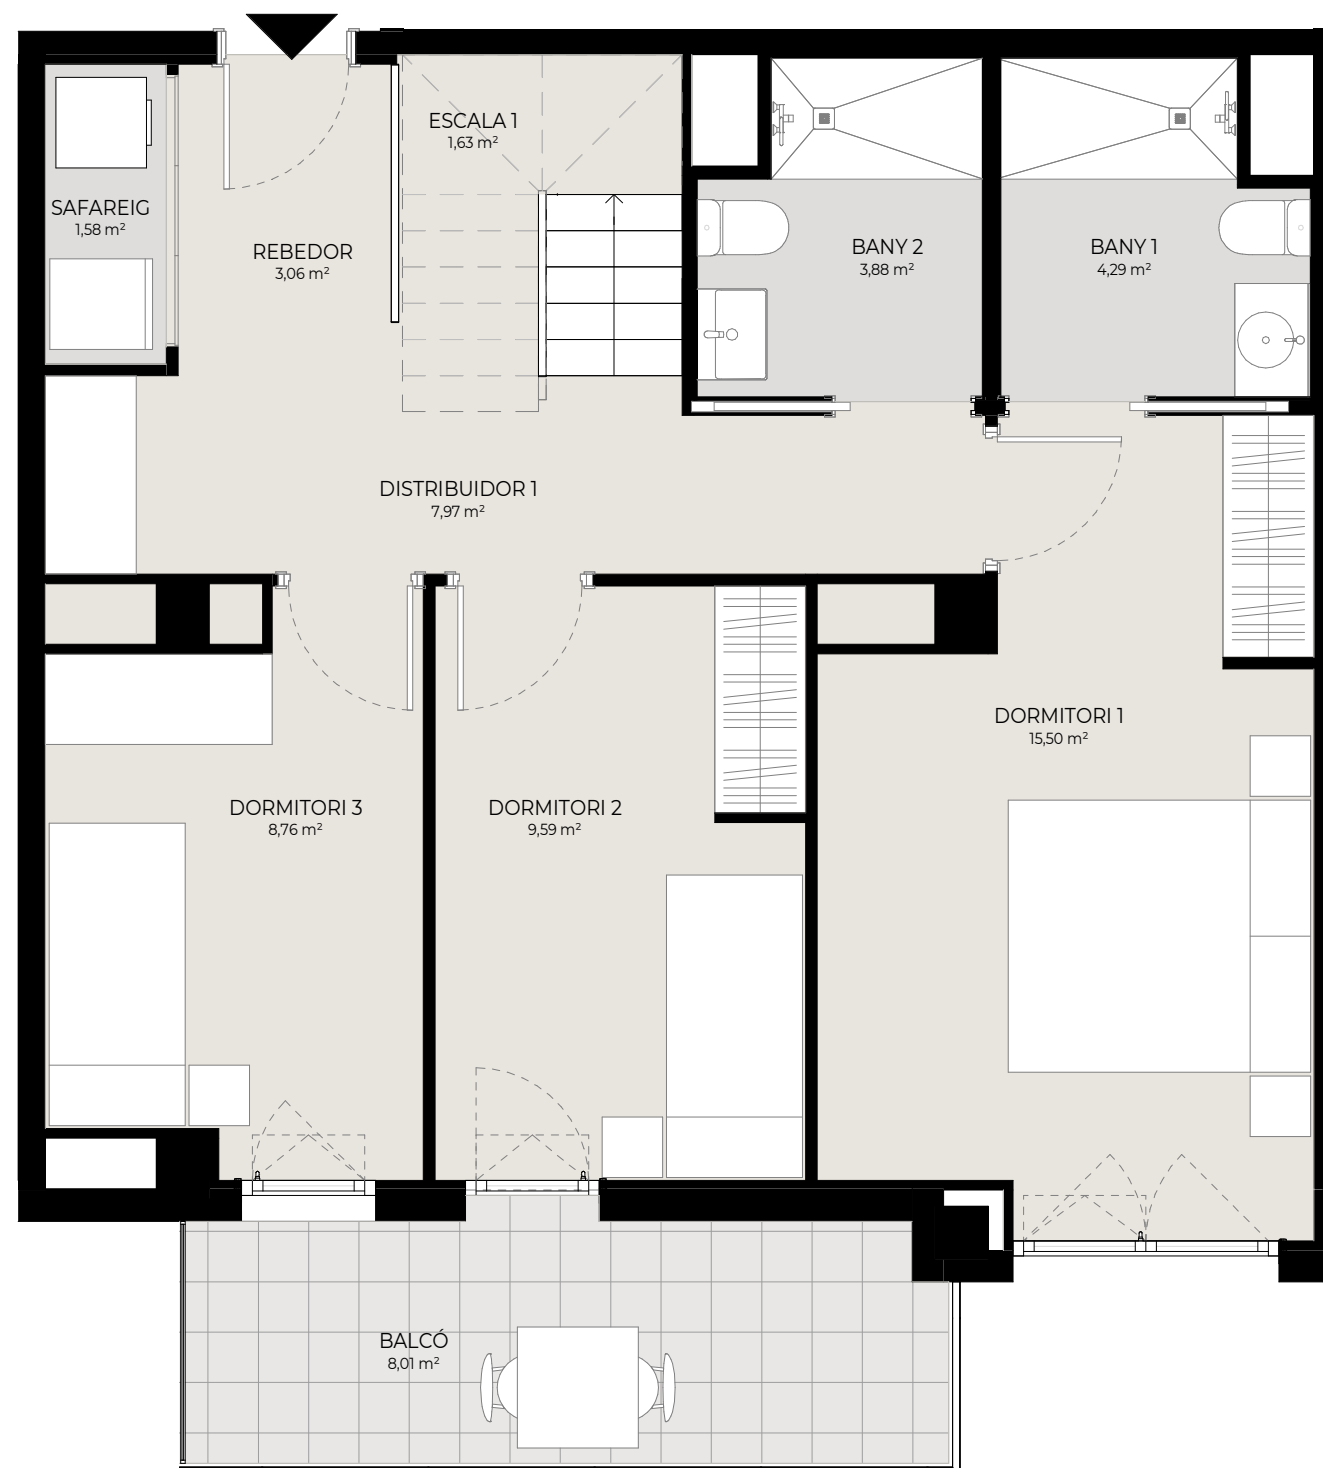 ESCALA 1
1,63 m²
SAFAREIG
1,58 m²
REBEDOR
3,06 m²
BANY 2
3,88 m²
BANY 1
4,29 m²
DISTRIBUIDOR 1
7,97 m²
DORMITORI 1
15,50 m²
DORMITORI 3
8,76 m²
DORMITORI 2
9,59 m²
BALCÓ
8,01 m²